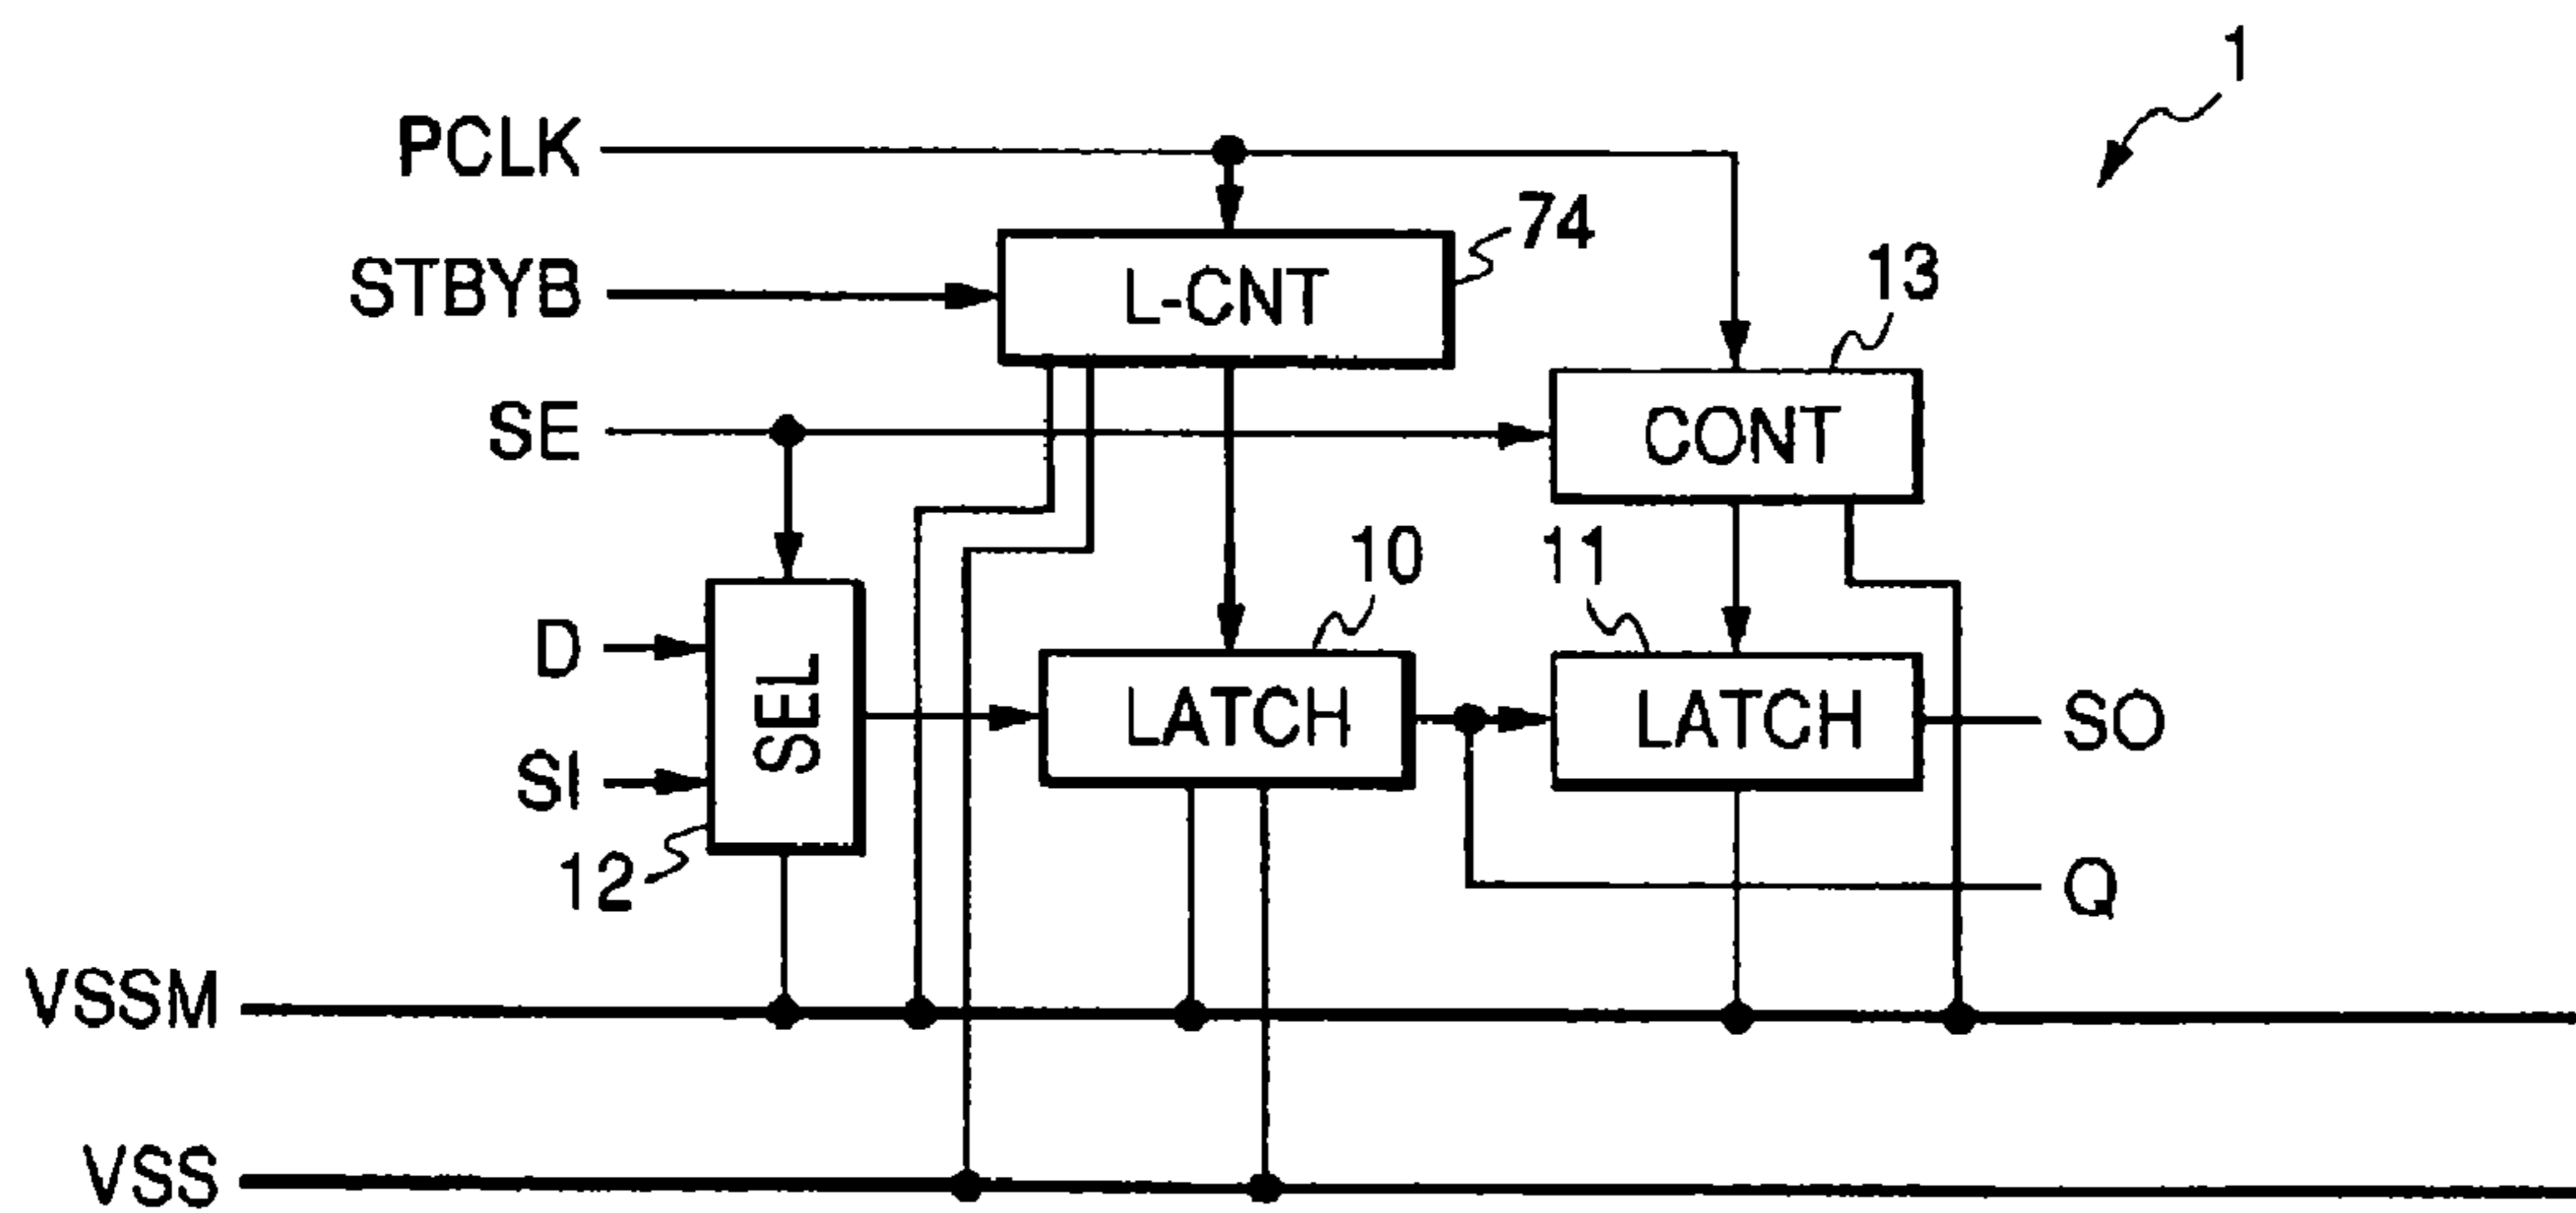 1
PCLK
74
STBYB
L-CNT
13
SE
CONT
10
11
D
SEL
LATCH
LATCH
SO
SI
12
Q
VSSM
VSS